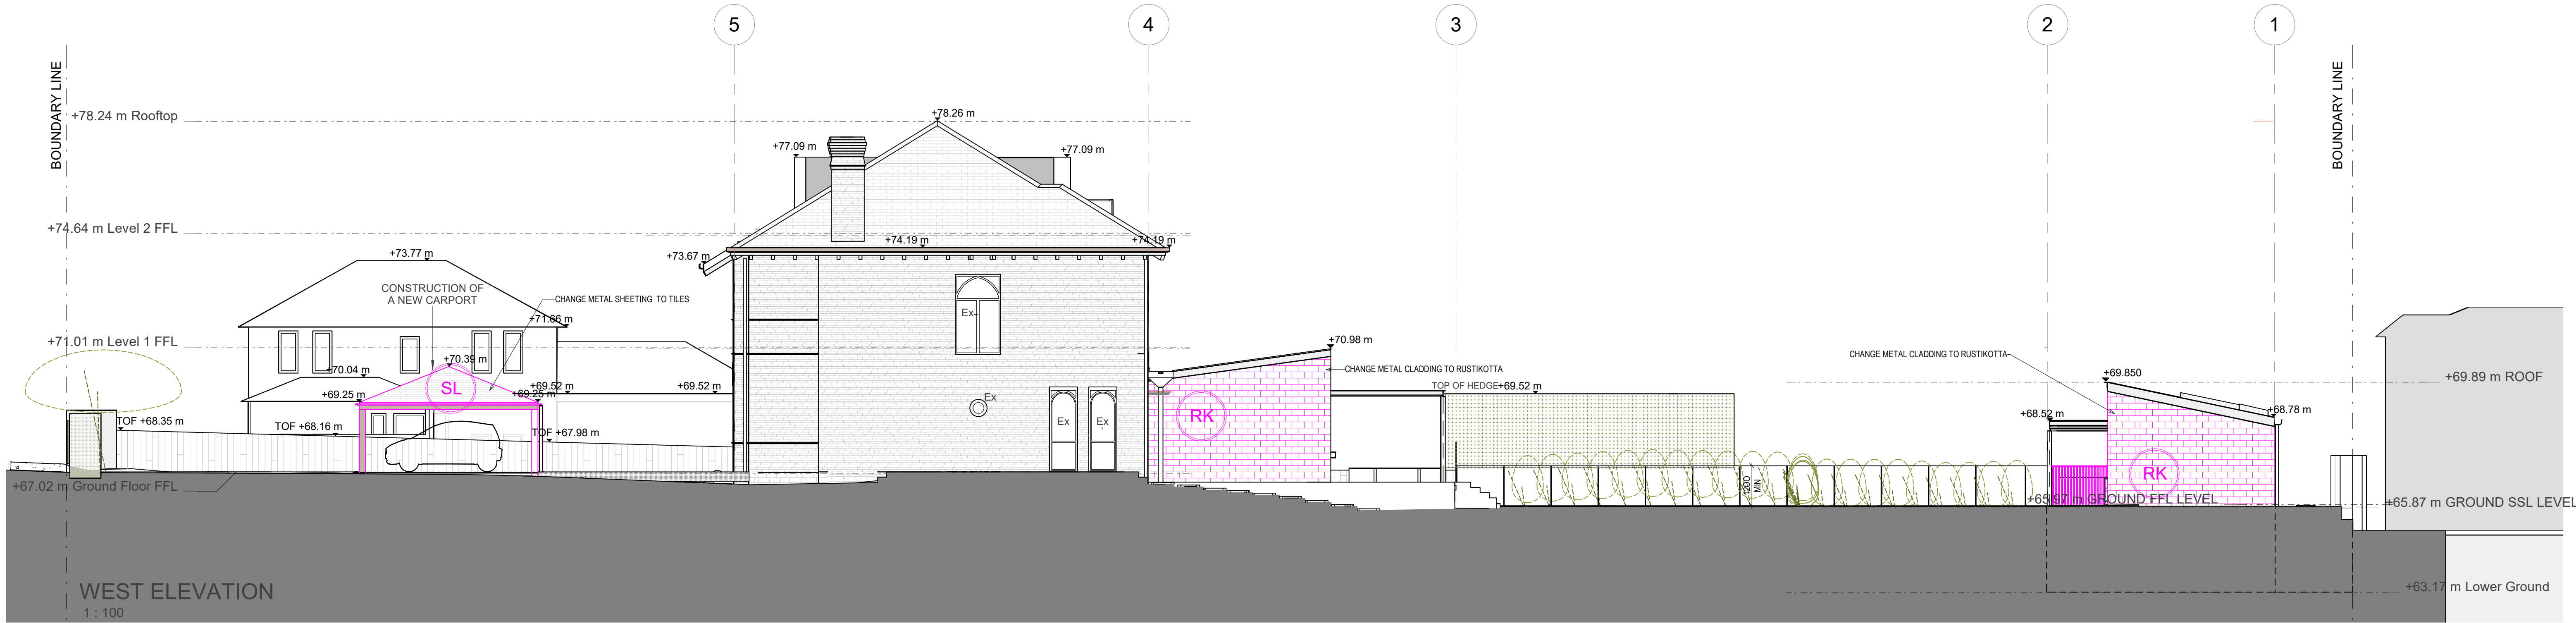 5
4
3
2
1
BOUNDARY LINE
BOUNDARY LINE
+78.24 m Rooftop
+78.26 m
+77.09 m
+77.09 m
+74.64 m Level 2 FFL
+74.19 m
+74.19 m
+73.67 m
+73.77 m
CONSTRUCTION OF
A NEW CARPORT
CHANGE METAL SHEETING TO TILES
+71.66 m
+71.01 m Level 1 FFL
+70.39 m
+70.04 m
SL
+69.25 m
+69.25 m
+69.52 m
+69.52 m
TOF +68.35 m
TOF +68.16 m
TOF +67.98 m
+67.02 m Ground Floor FFL
Ex
Ex
Ex
Ex
+70.98 m
CHANGE METAL CLADDING TO RUSTIKOTTA
RK
TOP OF HEDGE+69.52 m
1200
MIN
CHANGE METAL CLADDING TO RUSTIKOTTA
+69.850
+69.89 m ROOF
+68.52 m
+68.78 m
RK
+65.97 m GROUND FFL LEVEL
+65.87 m GROUND SSL LEVEL
+63.17 m Lower Ground
WEST ELEVATION
1 : 100